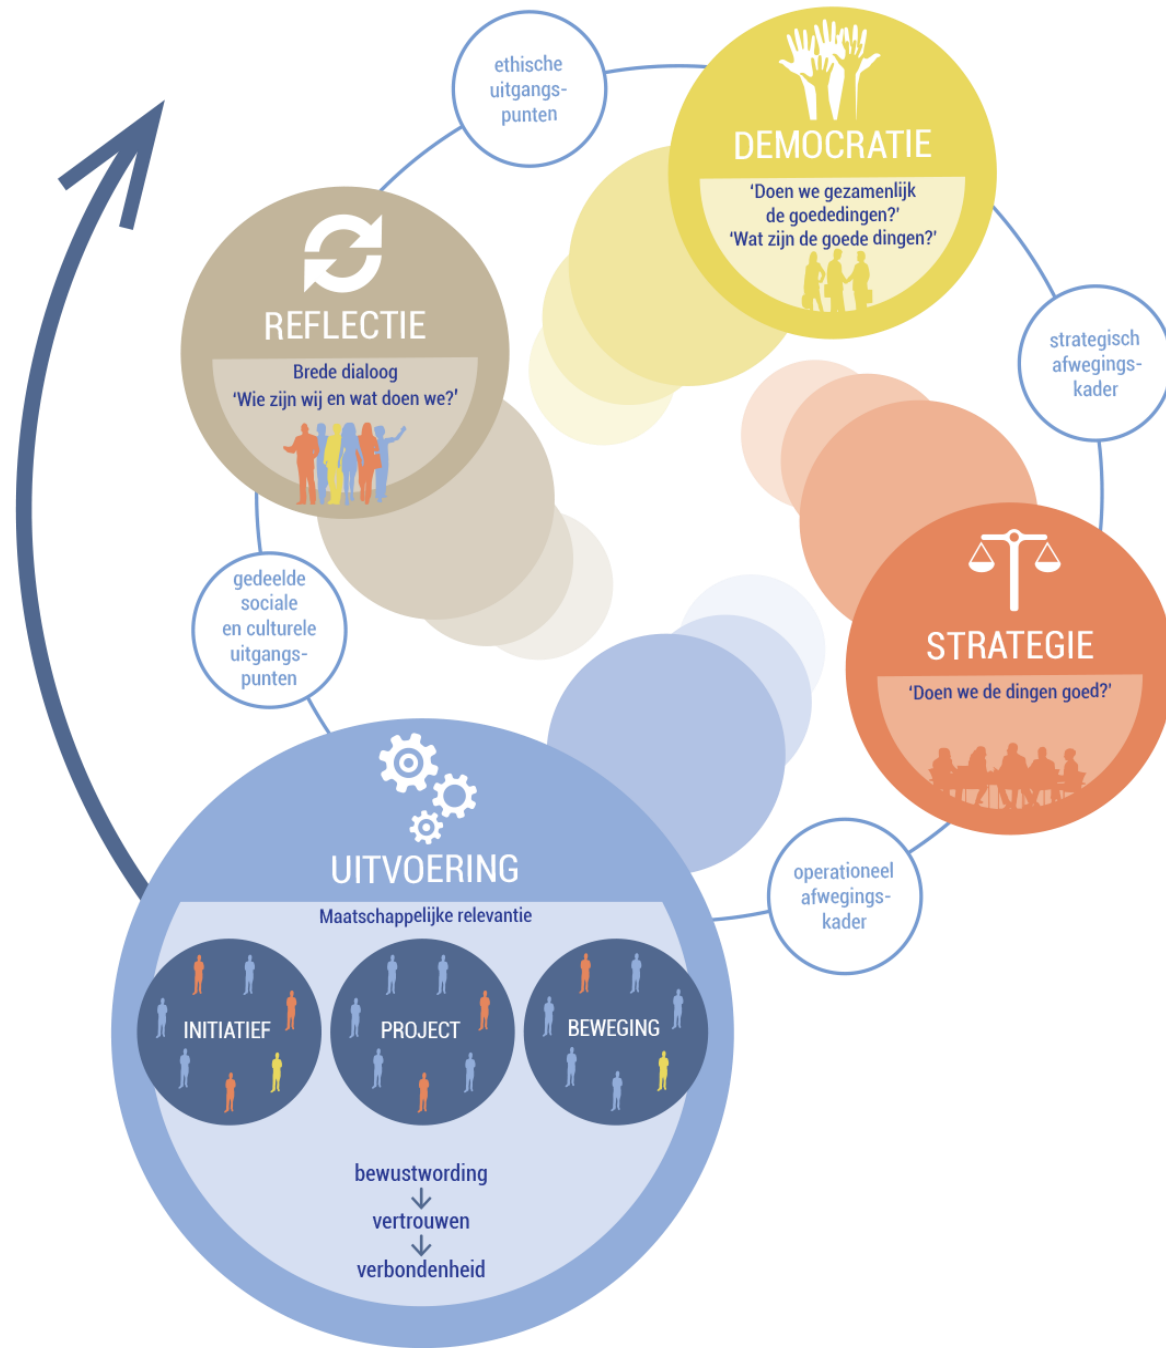 ethische
uitgangs-
punten
DEMOCRATIE
'Doen we gezamenlijk
de goededingen?'
'Wat zijn de goede dingen?'
REFLECTIE
Brede dialoog
'Wie zijn wij en wat doen we?'
strategisch
afwegings-
kader
gedeelde
sociale
en culturele
uitgangs-
punten
STRATEGIE
'Doen we de dingen goed?'
operationeel
afwegings-
kader
UITVOERING
Maatschappelijke relevantie
INITIATIEF
PROJECT
BEWEGING
bewustwording
vertrouwen
verbondenheid